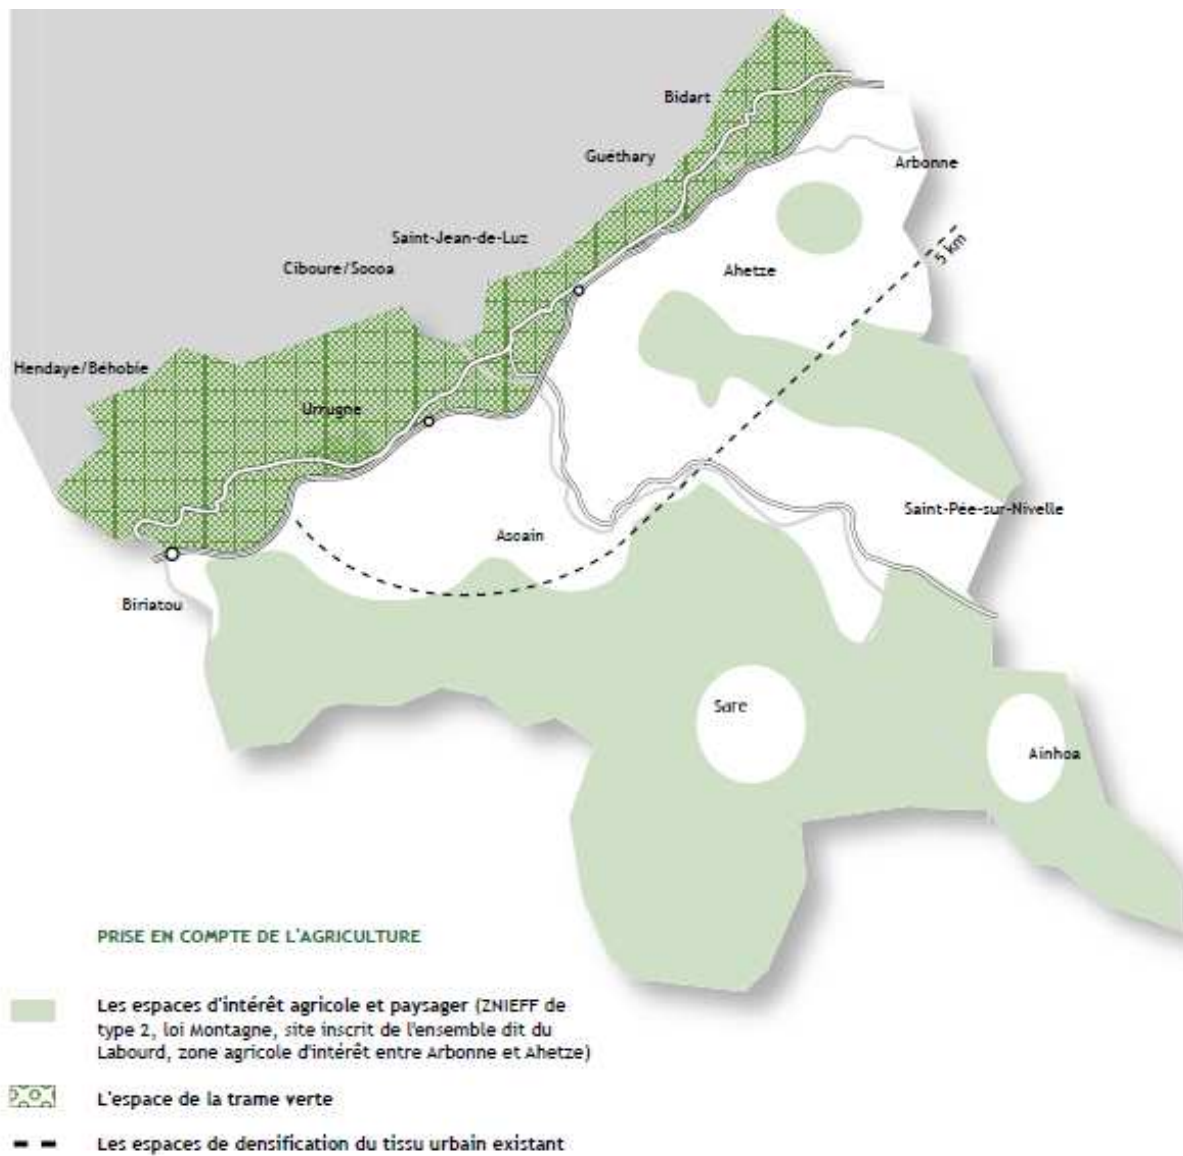 Bidart
Guéthary
Arbonne
Saint-Jean-de-Luz
Ciboure/Socoa
Ahetze
5 km
Hendaye/Béhobie
Urrugne
Saint-Pée-sur-Nivelle
Ascain
Biriatou
Sare
Ainhoa
PRISE EN COMPTE DE L'AGRICULTURE
Les espaces d'intérêt agricole et paysager (ZNIEFF de
type 2, loi Montagne, site inscrit de l'ensemble dit du
Labourd, zone agricole d'intérêt entre Arbonne et Ahetze)
L'espace de la trame verte
Les espaces de densification du tissu urbain existant